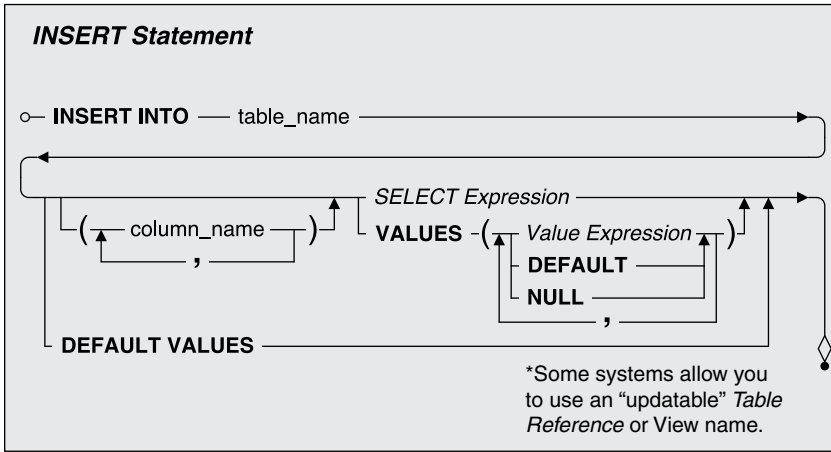 INSERT Statement
INSERT INTO table_name
SELECT Expression
( column_name )
,
VALUES ( Value Expression )
DEFAULT
NULL
,
DEFAULT VALUES
*Some systems allow you
to use an “updatable” Table
Reference or View name.